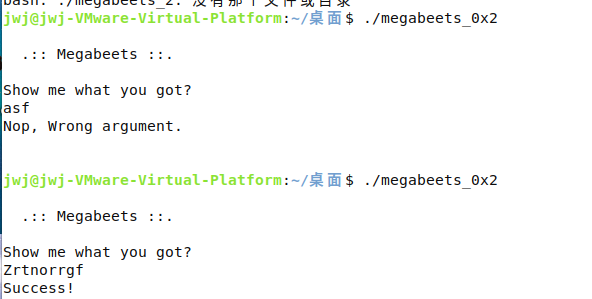 bash: ./megabeets_2: 没有那个文件或目录
jwj@jwj-VMware-Virtual-Platform:~/桌面$ ./megabeets_0x2
.:: Megabeets ::.
Show me what you got?
asf
Nop, Wrong argument.
jwj@jwj-VMware-Virtual-Platform:~/桌面$ ./megabeets_0x2
.:: Megabeets ::.
Show me what you got?
Zrtnorrgf
Success!